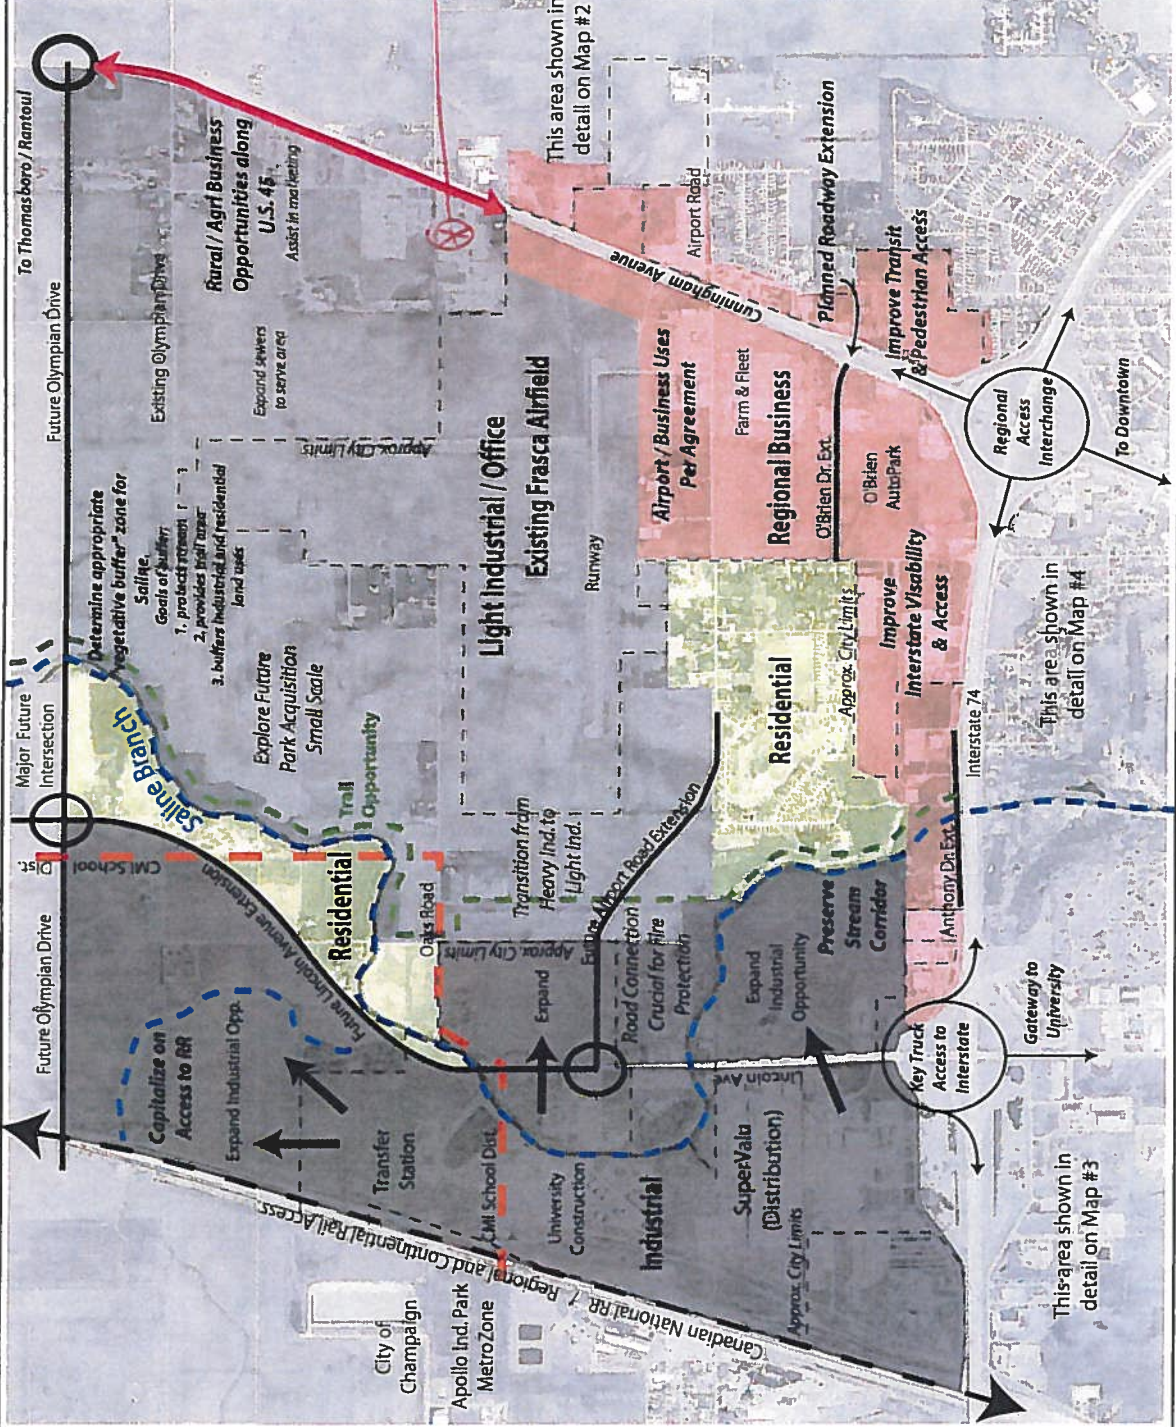 To Thomasboro / Rantoul
Future Olympian Drive
Major Future
Intersection
Future Olympian Drive
Existing Olympian Drive
Rural / Agri Business
Opportunities along
U.S. 45
Assist in marketing
Expand sewers
to serve area
Determine appropriate
"vegetative buffer" zone for
Saline.
Goals of buffer:
1. protects stream
2. provides trail area
3. buffers industrial and residential
land uses
Explore Future
Park Acquisition
Small Scale
Saline Branch
Trail
Opportunity
CMI School
Dist.
Future Lincoln Avenue Extension
Residential
Capitalize on
Access to RR
Expand Industrial Opp.
Transfer
Station
Canadian National RR / Regional and Continential Rail Access
City of
Champaign
Apollo Ind. Park
MetroZone
CMI School Dist.
University
Construction
Industrial
SuperValu
(Distribution)
Approx. City Limits
Oaks Road
Approx City Limits
Expand
Transition from
Heavy Ind. to
Light Ind.
Future Airport Road Extension
Road Connection
Crucial for Fire
Protection
Expand
Industrial
Opportunity
Preserve
Stream
Corridor
Lincoln Ave
Approx City Limits
Light Industrial / Office
Existing Frasca Airfield
Runway
This area shown in
detail on Map #2
Cunningham Avenue
Airport Road
Airport / Business Uses
Per Agreement
Farm & Fleet
Regional Business
O'Brien Dr. Ext.
O'Brien
AutoPark
Planned Roadway Extension
Improve Transit
& Pedestrian Access
Residential
Approx. City Limits
Improve
Interstate Visability
& Access
Anthony Dr. Ext.
Interstate 74
Regional
Access
Interchange
To Downtown
Key Truck
Access to
Interstate
Gateway to
University
This area shown in
detail on Map #4
This area shown in
detail on Map #3